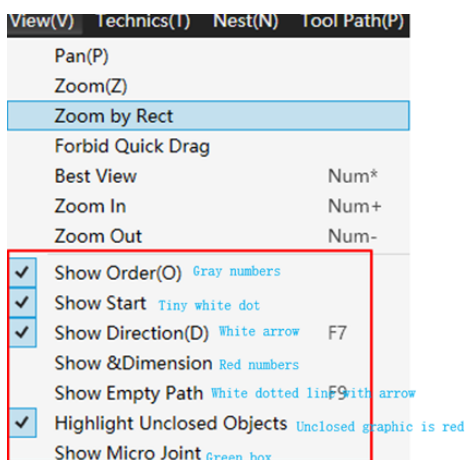 View(V) Technics(T) Nest(N) Tool Path(P)
Pan(P)
Zoom(Z)
Zoom by Rect
Forbid Quick Drag
Best View Num*
Zoom In Num+
Zoom Out Num-
Show Order(O) Gray numbers
Show Start Tiny white dot
Show Direction(D) White arrow F7
Show &Dimension Red numbers
Show Empty Path White dotted line with arrow F9
Highlight Unclosed Objects Unclosed graphic is red
Show Micro Joint Green box